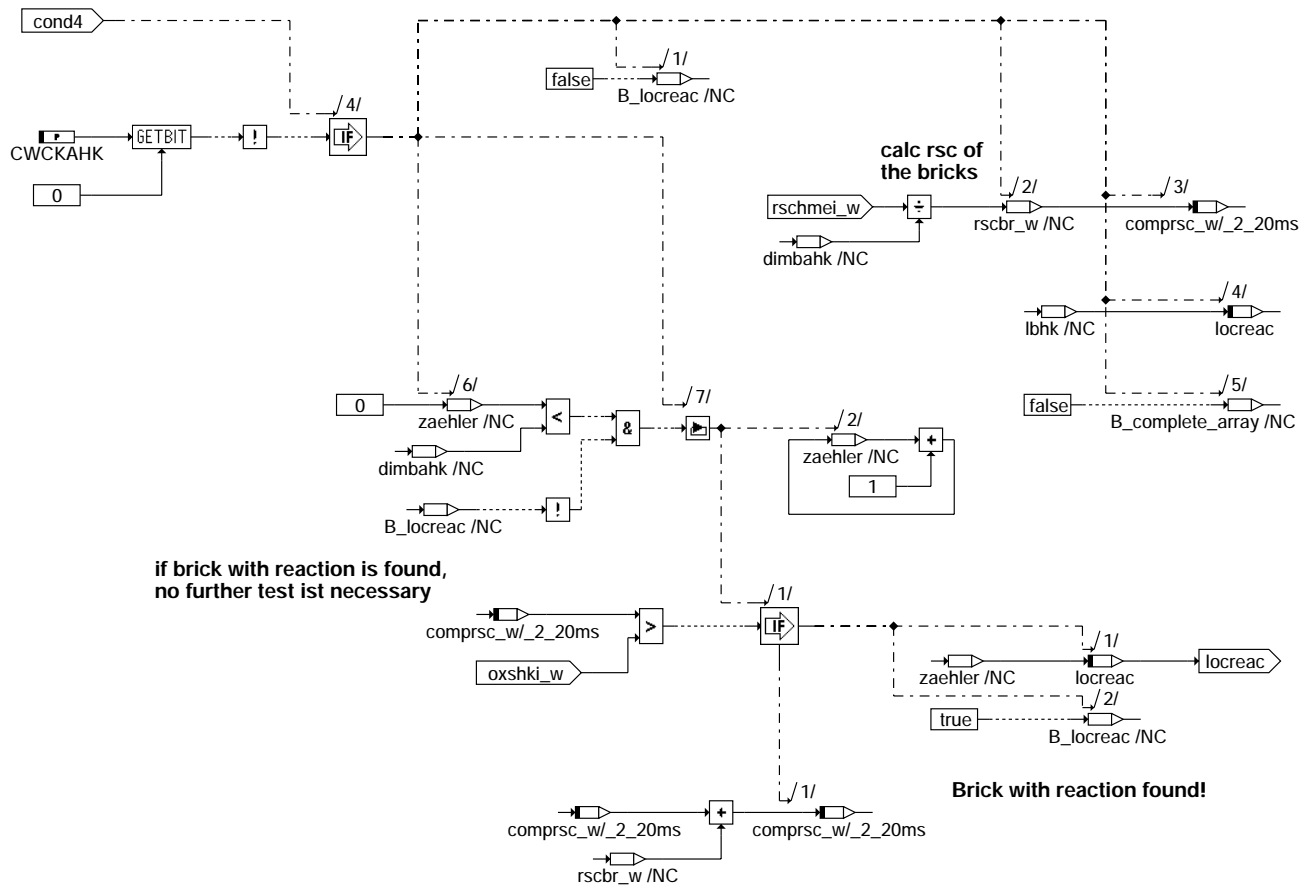 cond4
/1/
false
B_locreac /NC
/4/
P
CWCKAHK
GETBIT
!
IF
0
calc rsc of
the bricks
rschmei_w
÷
/2/
rscbr_w /NC
/3/
comprsc_w/_2_20ms
dimbahk /NC
/4/
lbhk /NC
locreac
/6/
0
zaehler /NC
<
&
/7/
/2/
zaehler /NC
+
1
/5/
false
B_complete_array /NC
dimbahk /NC
B_locreac /NC
!
if brick with reaction is found,
no further test ist necessary
/1/
comprsc_w/_2_20ms
>
IF
oxshki_w
/1/
zaehler /NC
locreac
locreac
/2/
true
B_locreac /NC
Brick with reaction found!
/1/
comprsc_w/_2_20ms
+
comprsc_w/_2_20ms
rscbr_w /NC